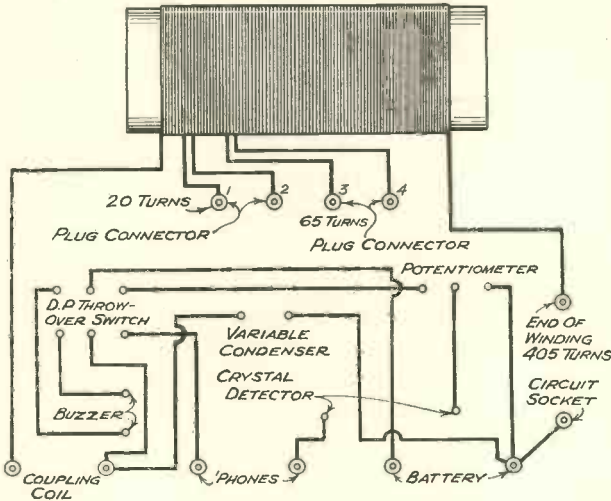 1 2 3 4
20 TURNS
65 TURNS
PLUG CONNECTOR
PLUG CONNECTOR
POTENTIOMETER
D.P. THROW-
OVER SWITCH
VARIABLE
CONDENSER
END OF
WINDING
405 TURNS
CRYSTAL
DETECTOR
CIRCUIT
SOCKET
BUZZER
COUPLING
COIL
'PHONES
BATTERY